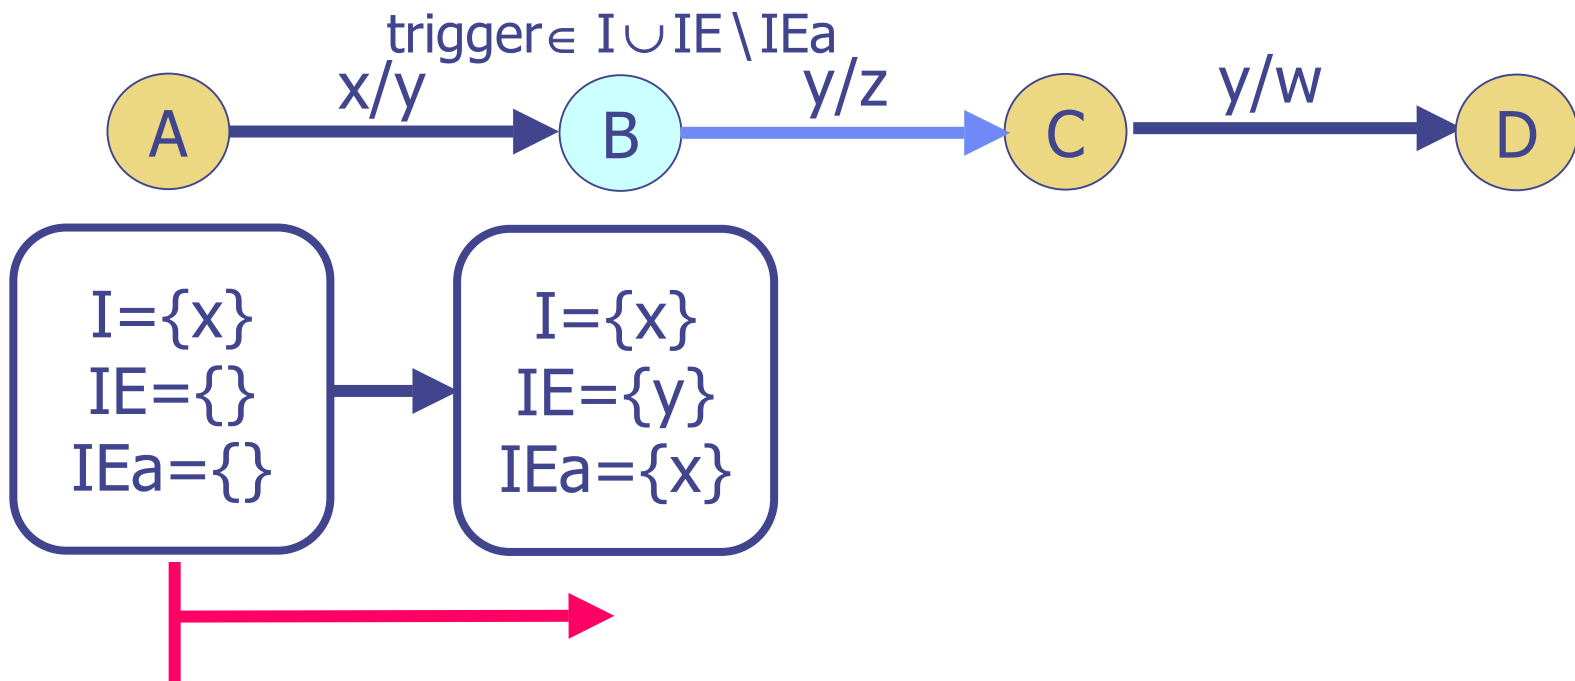 trigger∈ I∪IE\IEa
x/y
y/z
y/w
A
B
C
D
I={x}
IE={}
IEa={}
I={x}
IE={y}
IEa={x}